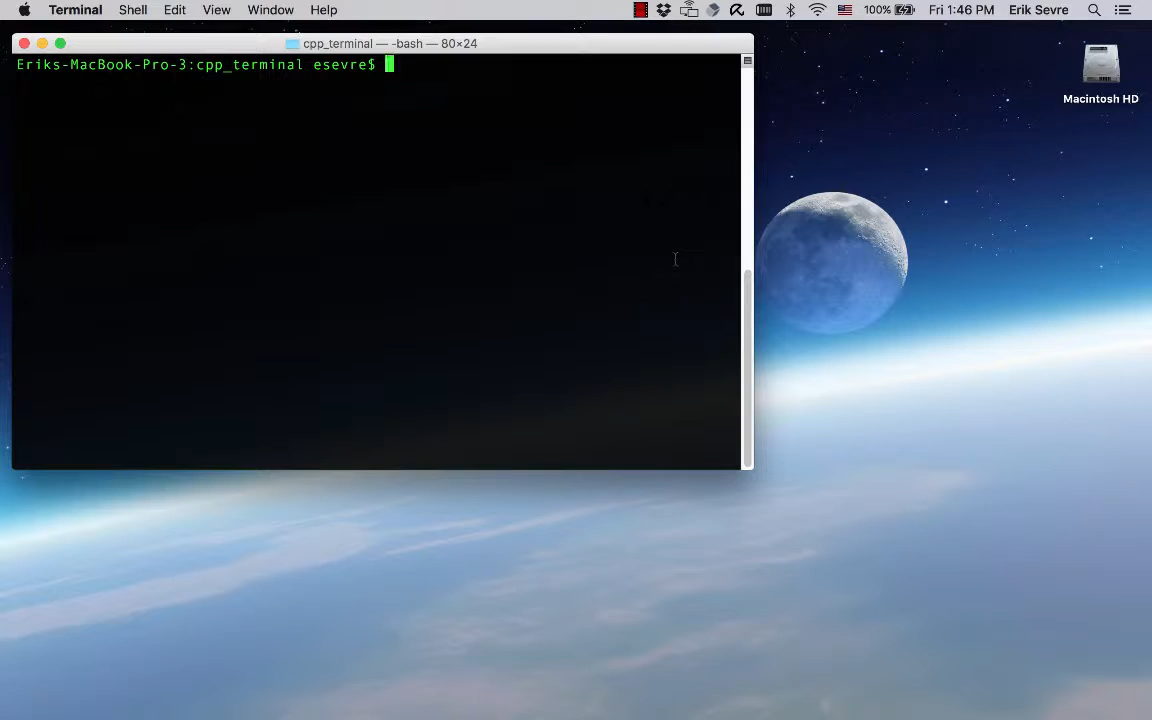 Terminal Shell Edit View Window Help 100% Fri 1:46 PM Erik Sevre
cpp_terminal — -bash — 80×24
Eriks-MacBook-Pro-3:cpp_terminal esevre$
Macintosh HD